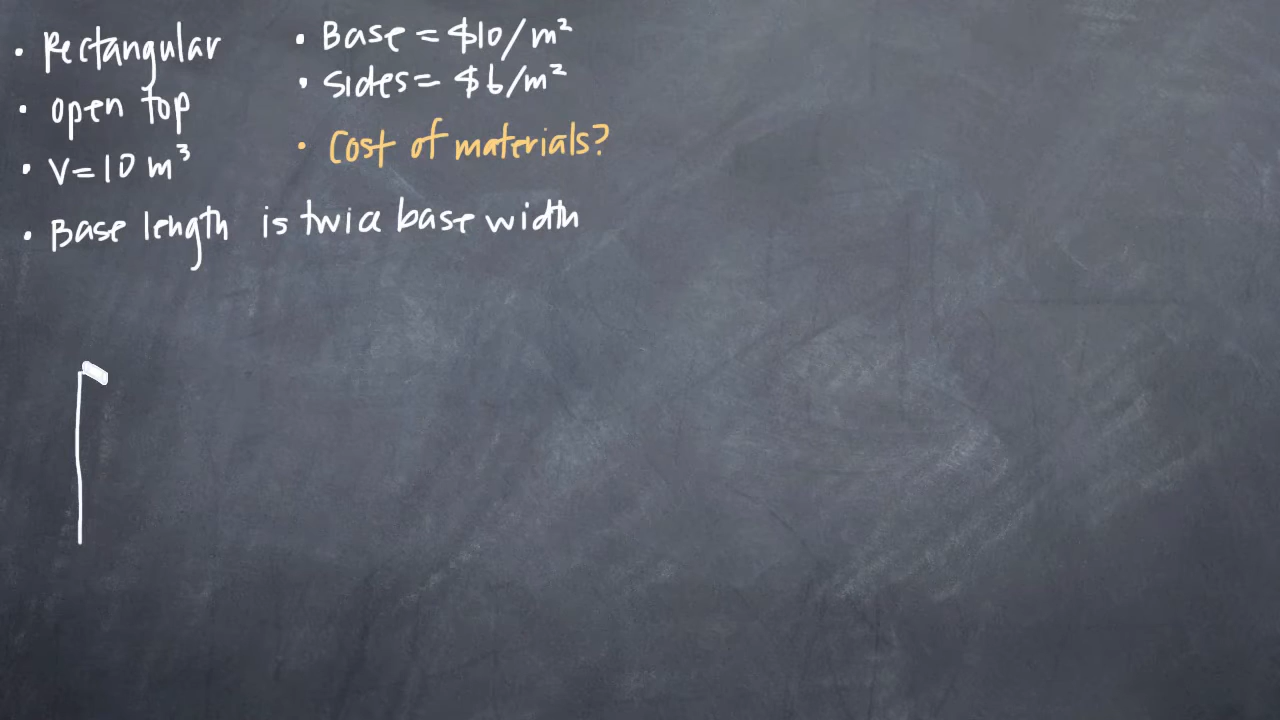 • Rectangular
• open top
• V=10 m³
• Base length is twice base width
• Base = $10/m²
• Sides = $6/m²
• Cost of materials?